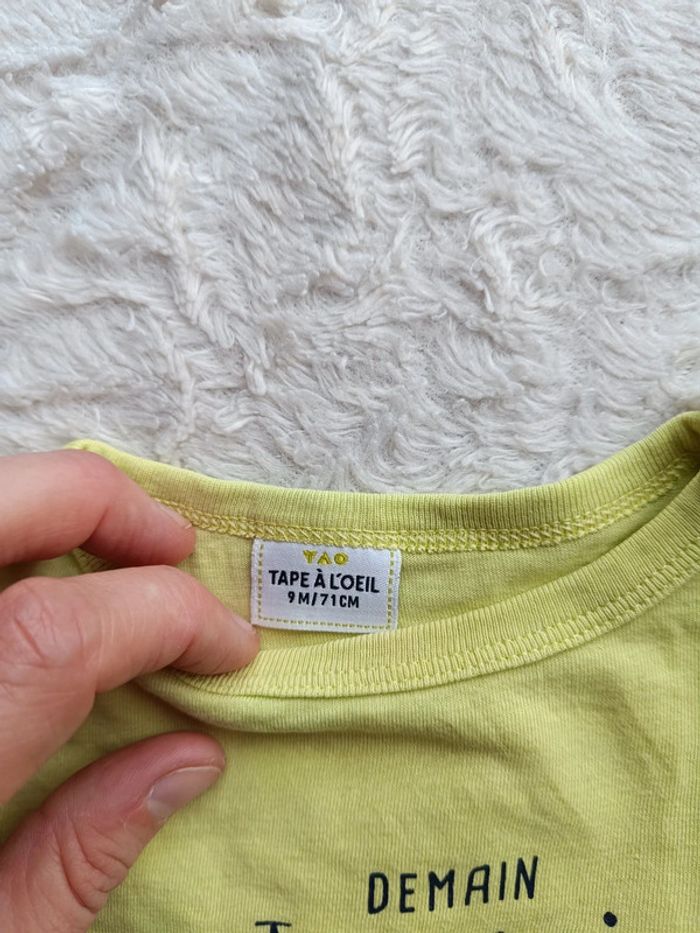 TAO
TAPE À L'OEIL
9M/71CM
DEMAIN